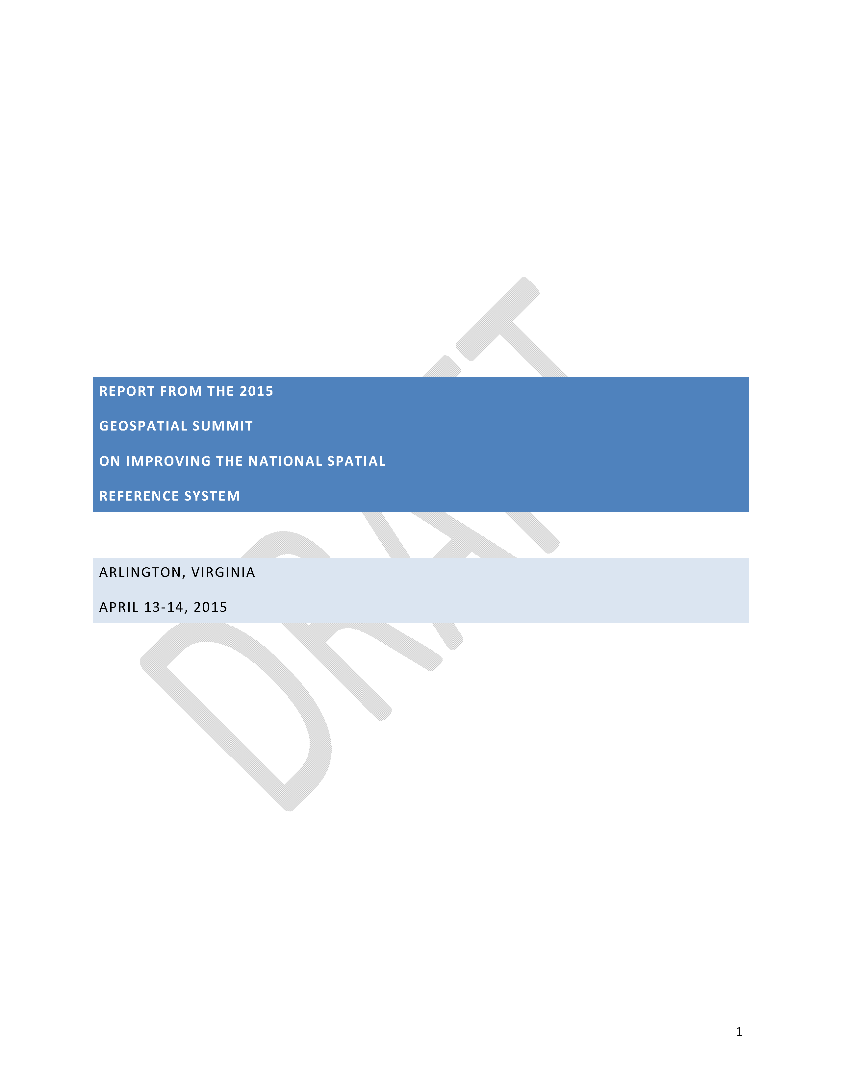 REPORT FROM THE 2015
GEOSPATIAL SUMMIT
ON IMPROVING THE NATIONAL SPATIAL
REFERENCE SYSTEM
ARLINGTON, VIRGINIA
APRIL 13-14, 2015
DRAFT
1